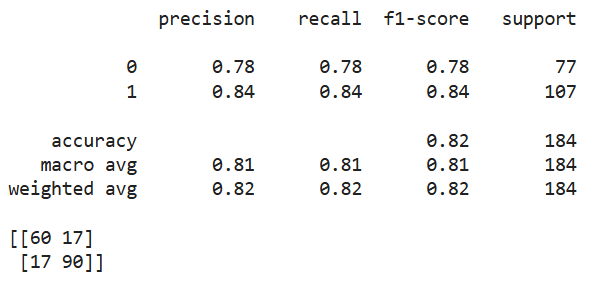 precision recall f1-score support
0 0.78 0.78 0.78 77
1 0.84 0.84 0.84 107
accuracy 0.82 184
macro avg 0.81 0.81 0.81 184
weighted avg 0.82 0.82 0.82 184
[[60 17]
[17 90]]